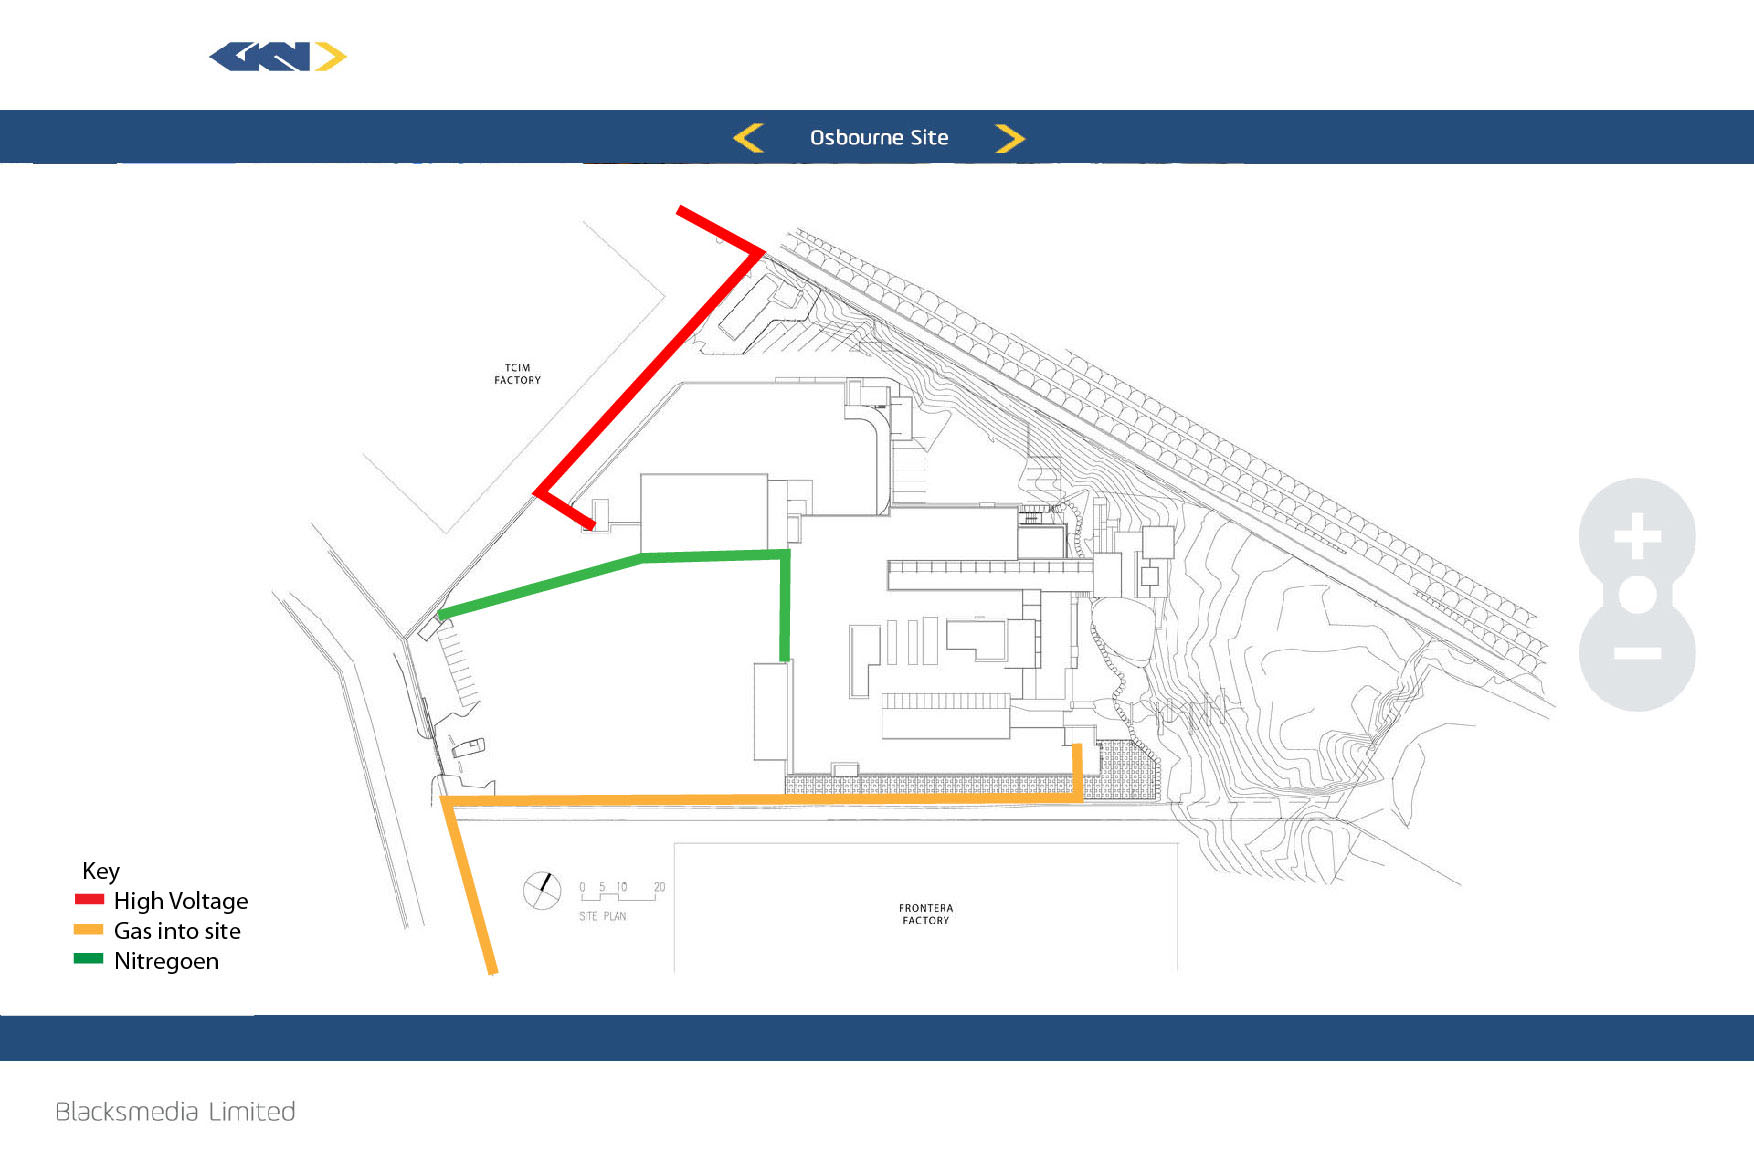 GKN
Osbourne Site
TCIM
FACTORY
Key
High Voltage
Gas into site
Nitregoen
0 5 10 20
SITE PLAN
FRONTERA
FACTORY
Blacksmedia Limited